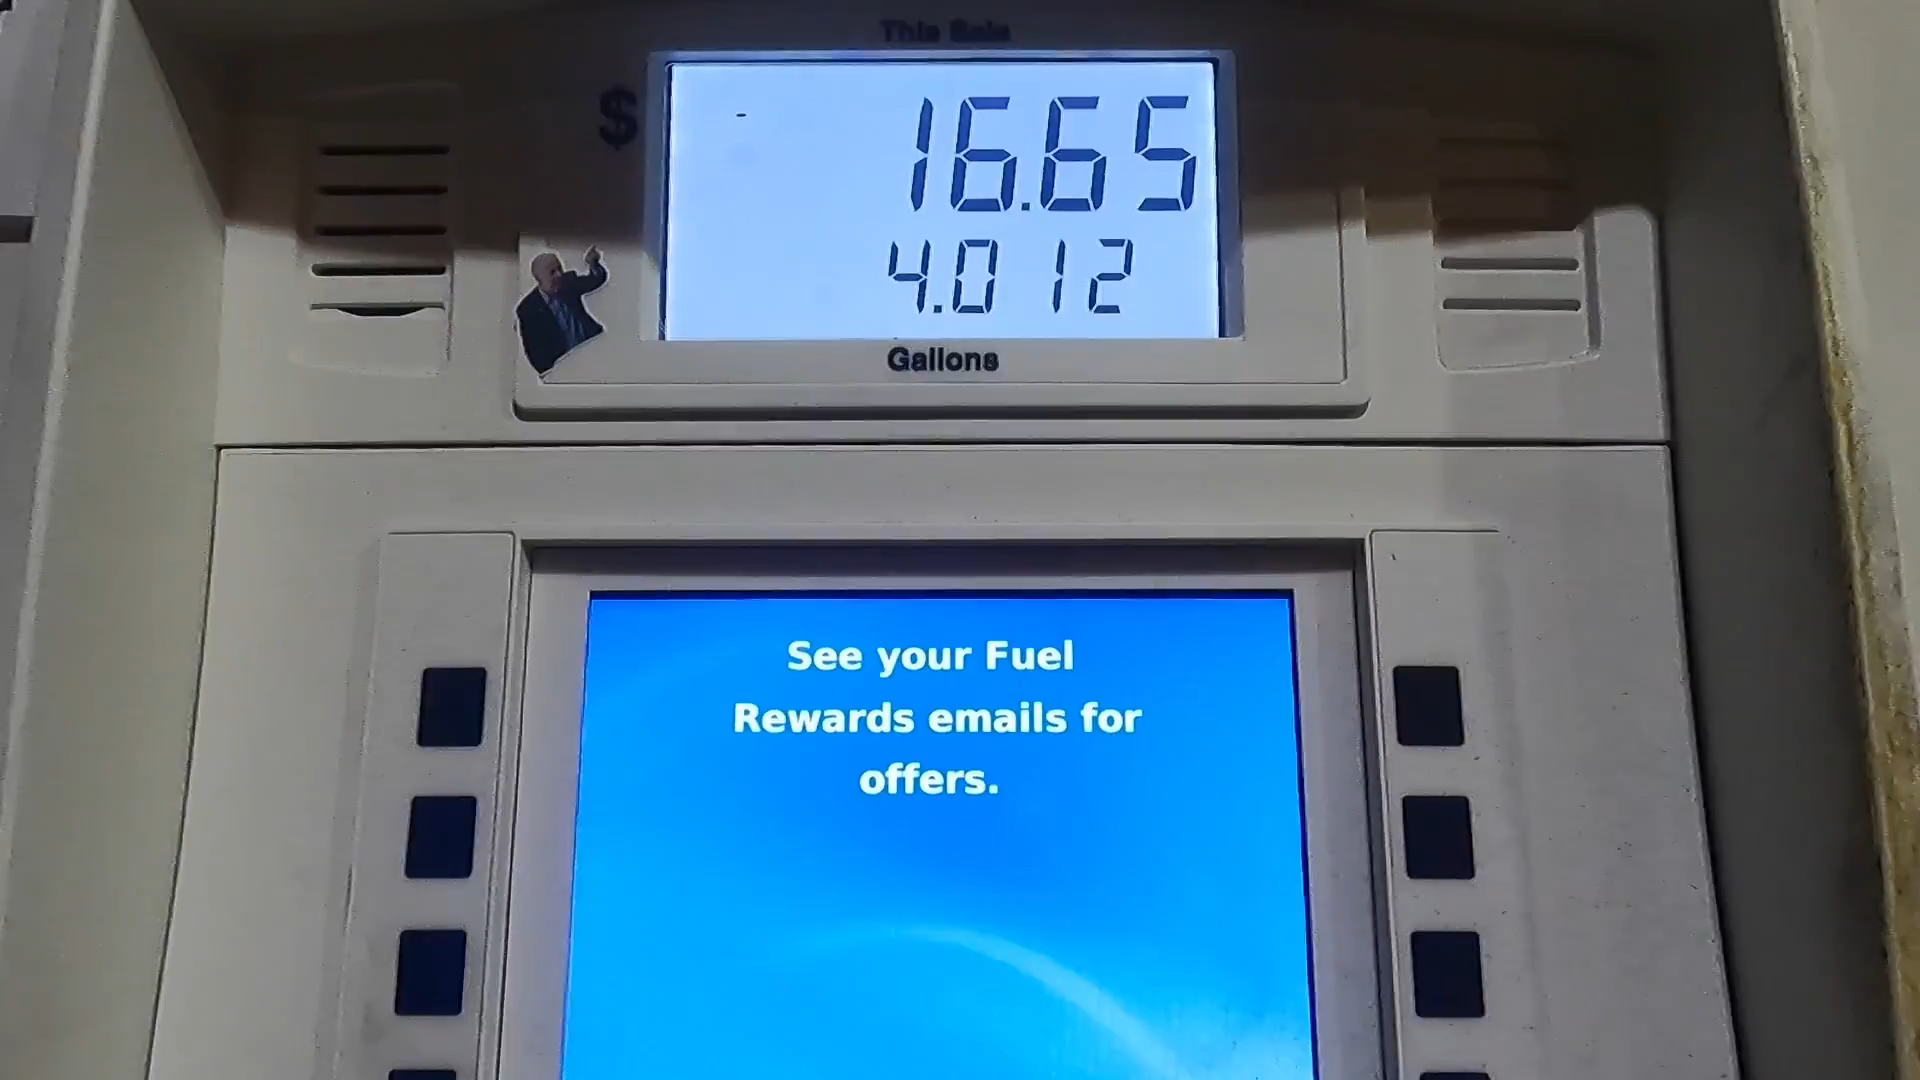 This Sale
$ 16.65
4.012
Gallons
See your Fuel
Rewards emails for
offers.